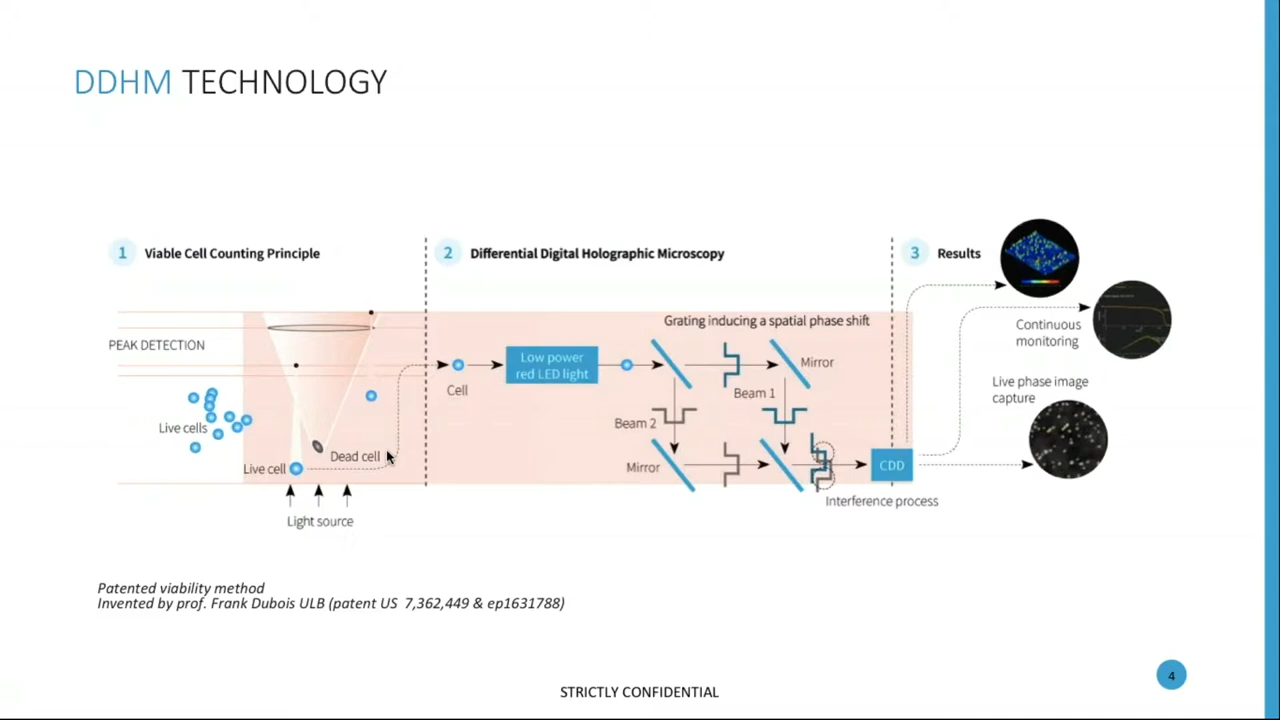 DDHM TECHNOLOGY
1 Viable Cell Counting Principle
PEAK DETECTION
Live cells
Live cell
Dead cell
Light source
2 Differential Digital Holographic Microscopy
Grating inducing a spatial phase shift
Cell
Low power
red LED light
Mirror
Beam 1
Beam 2
Mirror
CDD
Interference process
3 Results
Continuous
monitoring
Live phase image
capture
Patented viability method
Invented by prof. Frank Dubois ULB (patent US 7,362,449 & ep1631788)
STRICTLY CONFIDENTIAL
4